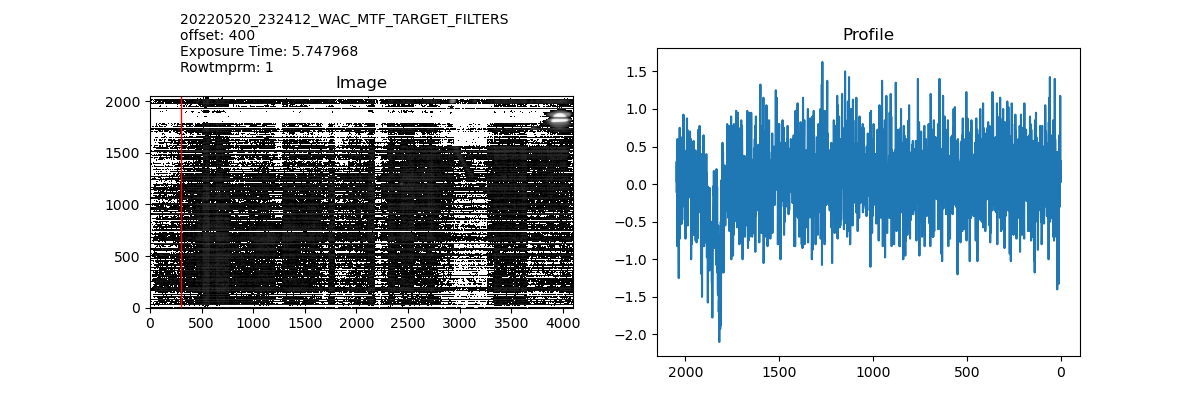 20220520_232412_WAC_MTF_TARGET_FILTERS
offset: 400
Exposure Time: 5.747968
Rowtmprm: 1
Image
2000
1500
1000
500
0
0 500 1000 1500 2000 2500 3000 3500 4000
Profile
1.5
1.0
0.5
0.0
−0.5
−1.0
−1.5
−2.0
2000 1500 1000 500 0